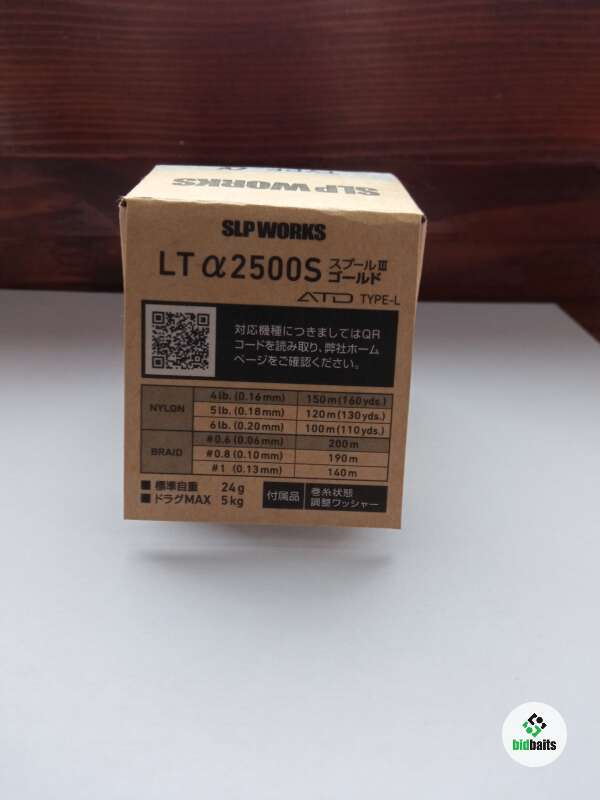 SLP WORKS
SLP WORKS
LT α2500S スプールⅢ ゴールド
ATD TYPE-L
対応機種につきましてはQR
コードを読み取り、弊社ホーム
ページをご確認ください。
NYLON
4lb. (0.16mm) 150m(160yds.)
5lb. (0.18mm) 120m(130yds.)
6lb. (0.20mm) 100m(110yds.)
BRAID
#0.6(0.06mm) 200m
#0.8(0.10mm) 190m
#1 (0.13mm) 140m
■ 標準自重 24g
■ ドラグMAX 5kg
付属品
巻糸状態
調整ワッシャー
bidbaits